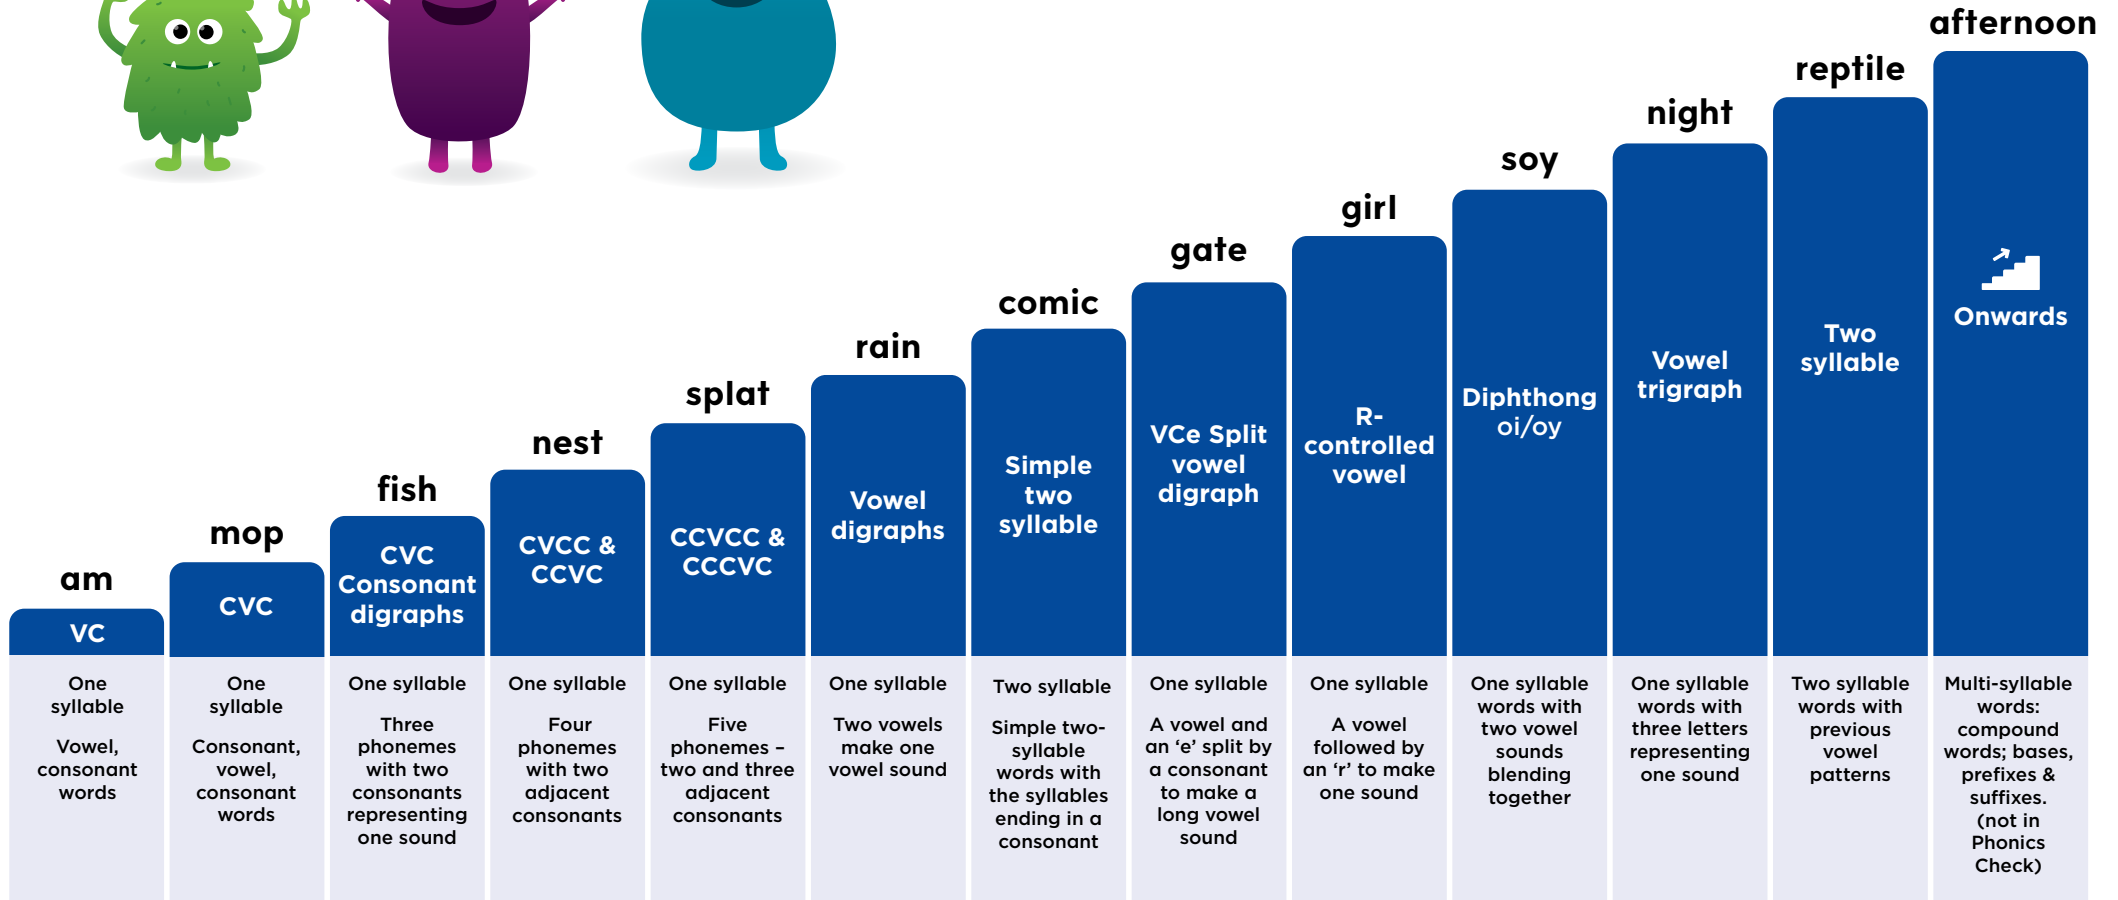 am
VC
One
syllable
Vowel,
consonant
words
mop
CVC
One
syllable
Consonant,
vowel,
consonant
words
fish
CVC
Consonant
digraphs
One syllable
Three
phonemes
with two
consonants
representing
one sound
nest
CVCC &
CCVC
One syllable
Four
phonemes
with two
adjacent
consonants
splat
CCVCC &
CCCVC
One syllable
Five
phonemes –
two and three
adjacent
consonants
rain
Vowel
digraphs
One syllable
Two vowels
make one
vowel sound
comic
Simple
two
syllable
Two syllable
Simple two-
syllable
words with
the syllables
ending in a
consonant
gate
VCe Split
vowel
digraph
One syllable
A vowel and
an ‘e’ split by
a consonant
to make a
long vowel
sound
girl
R-
controlled
vowel
One syllable
A vowel
followed by
an ‘r’ to make
one sound
soy
Diphthong
oi/oy
One syllable
words with
two vowel
sounds
blending
together
night
Vowel
trigraph
One syllable
words with
three letters
representing
one sound
reptile
Two
syllable
Two syllable
words with
previous
vowel
patterns
afternoon
Onwards
Multi-syllable
words:
compound
words; bases,
prefixes &
suffixes.
(not in
Phonics
Check)